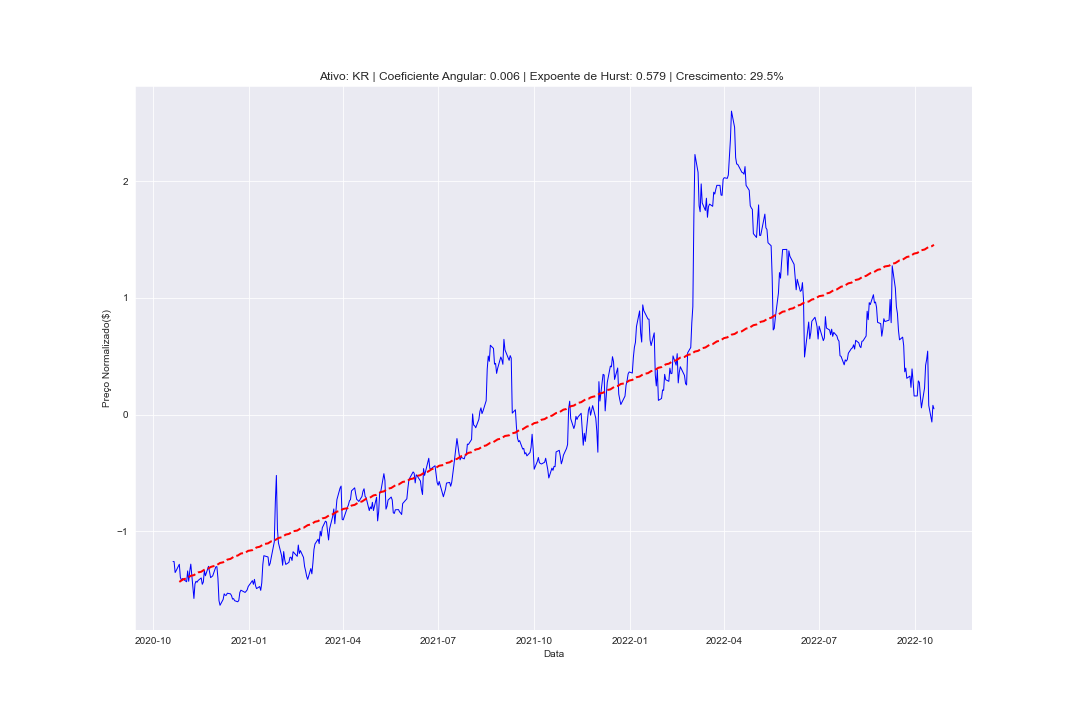 Ativo: KR | Coeficiente Angular: 0.006 | Expoente de Hurst: 0.579 | Crescimento: 29.5%
Preço Normalizado($)
2
1
0
−1
2020-10 2021-01 2021-04 2021-07 2021-10 2022-01 2022-04 2022-07 2022-10
Data